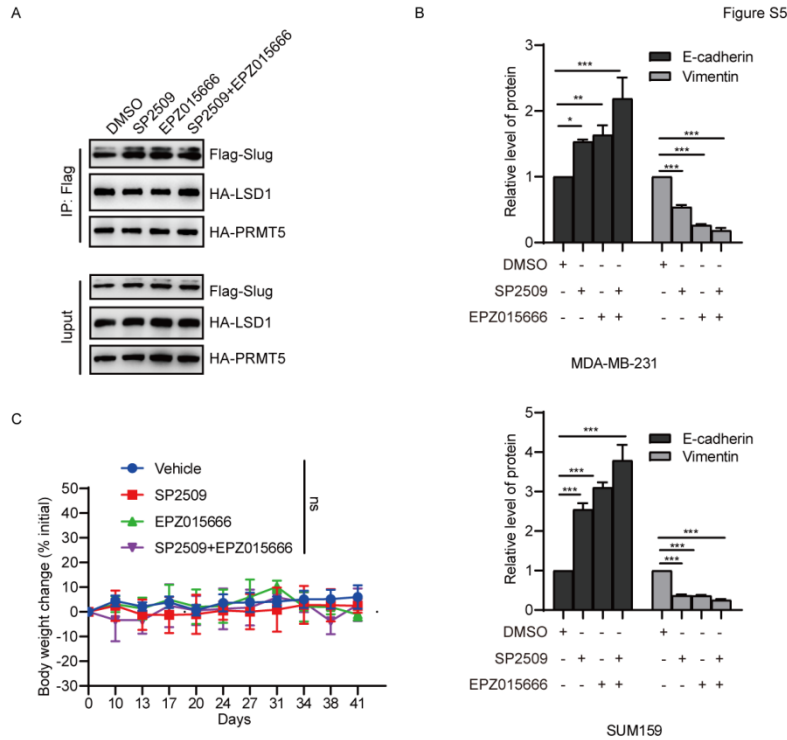 A
B
Figure S5
DMSO
SP2509
EPZ015666
SP2509+EPZ015666
IP: Flag
Flag-Slug
HA-LSD1
HA-PRMT5
Iuput
Flag-Slug
HA-LSD1
HA-PRMT5
Relative level of protein
3
2
1
0
E-cadherin
Vimentin
***
**
*
***
***
***
DMSO + - - - + - - -
SP2509 - + - + - + - +
EPZ015666 - - + + - - + +
MDA-MB-231
C
Vehicle
SP2509
EPZ015666
SP2509+EPZ015666
ns
Body weight change (% initial)
50
40
30
20
10
0
-10
-20
-30
0 10 13 17 20 24 27 31 34 38 41
Days
Relative level of protein
5
4
3
2
1
0
E-cadherin
Vimentin
***
***
***
***
***
***
DMSO + - - - + - - -
SP2509 - + - + - + - +
EPZ015666 - - + + - - + +
SUM159